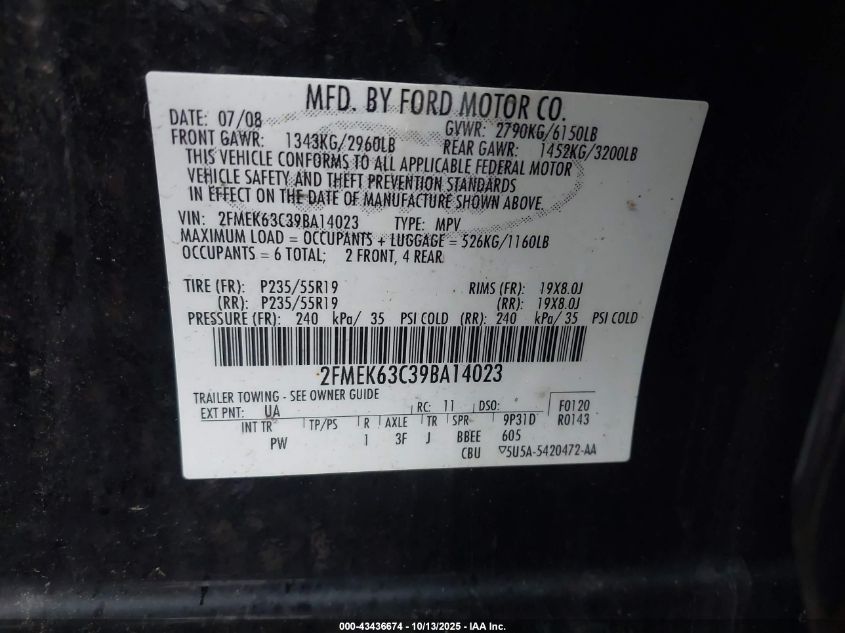 MFD. BY FORD MOTOR CO.
DATE: 07/08 GVWR: 2790KG/6150LB
FRONT GAWR: 1343KG/2960LB REAR GAWR: 1452KG/3200LB
THIS VEHICLE CONFORMS TO ALL APPLICABLE FEDERAL MOTOR
VEHICLE SAFETY AND THEFT PREVENTION STANDARDS
IN EFFECT ON THE DATE OF MANUFACTURE SHOWN ABOVE.
VIN: 2FMEK63C39BA14023 TYPE: MPV
MAXIMUM LOAD = OCCUPANTS + LUGGAGE = 526KG/1160LB
OCCUPANTS = 6 TOTAL; 2 FRONT, 4 REAR
TIRE (FR): P235/55R19 RIMS (FR): 19X8.0J
(RR): P235/55R19 (RR): 19X8.0J
PRESSURE (FR): 240 kPa/ 35 PSI COLD (RR): 240 kPa/ 35 PSI COLD
2FMEK63C39BA14023
TRAILER TOWING - SEE OWNER GUIDE
EXT PNT: UA RC: 11 DSO: F0120
INT TR TP/PS R AXLE TR SPR 9P31D R0143
PW 1 3F J BBEE 605
CBU ▽5U5A-5420472-AA
000-43436674 | 10/13/2025 - IAA Inc.